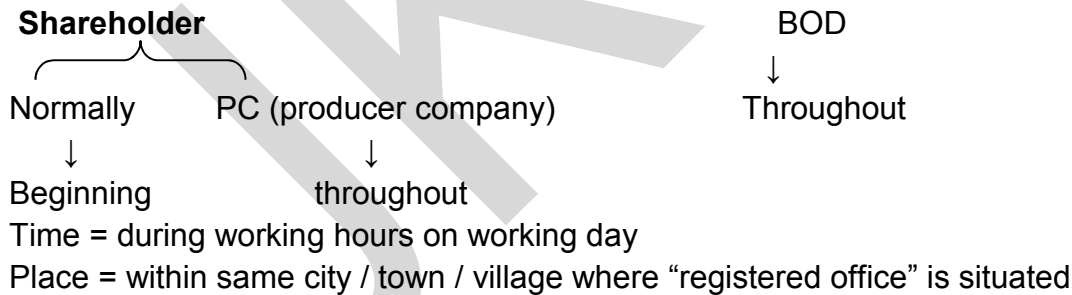 Shareholder BOD
↓
Normally PC (producer company) Throughout
↓ ↓
Beginning throughout
Time = during working hours on working day
Place = within same city / town / village where “registered office” is situated